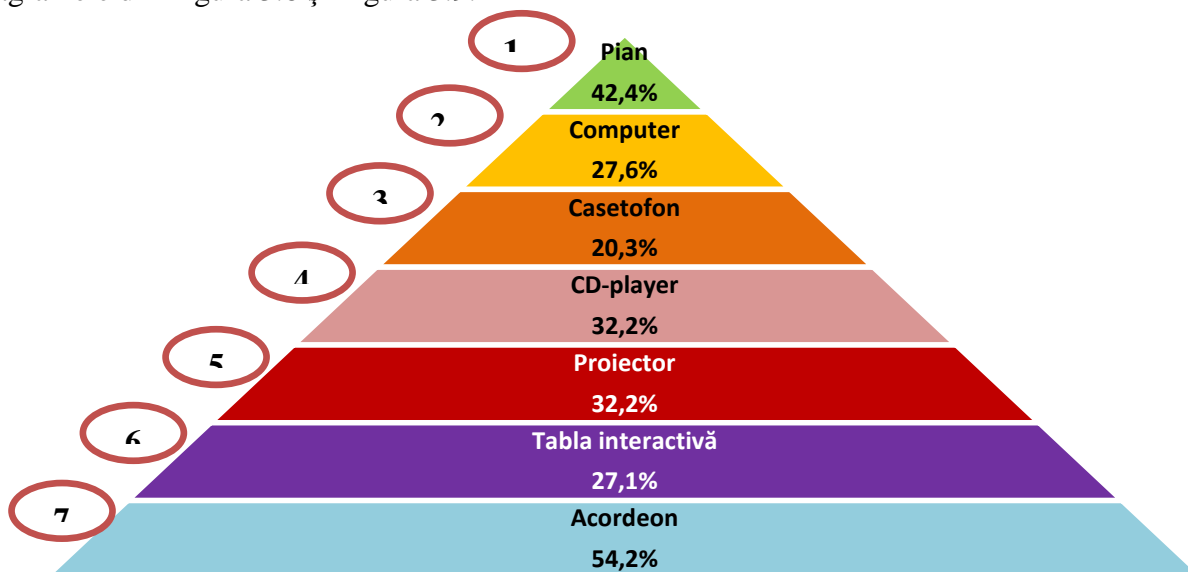 1
Pian
42,4%
2
Computer
27,6%
3
Casetofon
20,3%
4
CD-player
32,2%
5
Proiector
32,2%
6
Tabla interactivă
27,1%
7
Acordeon
54,2%